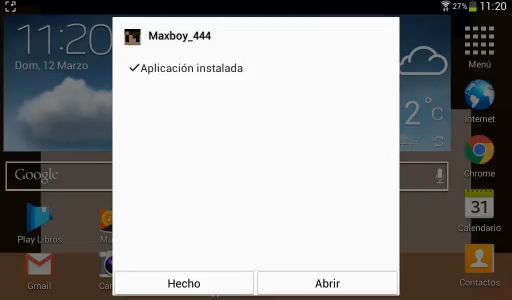 27% 11:20
Maxboy_444
Aplicación instalada
11:20
Dom, 12 Marzo
2°C
Google
Menú
Internet
Chrome
31
Calendario
Contactos
Play Libros
Gmail
Hecho
Abrir